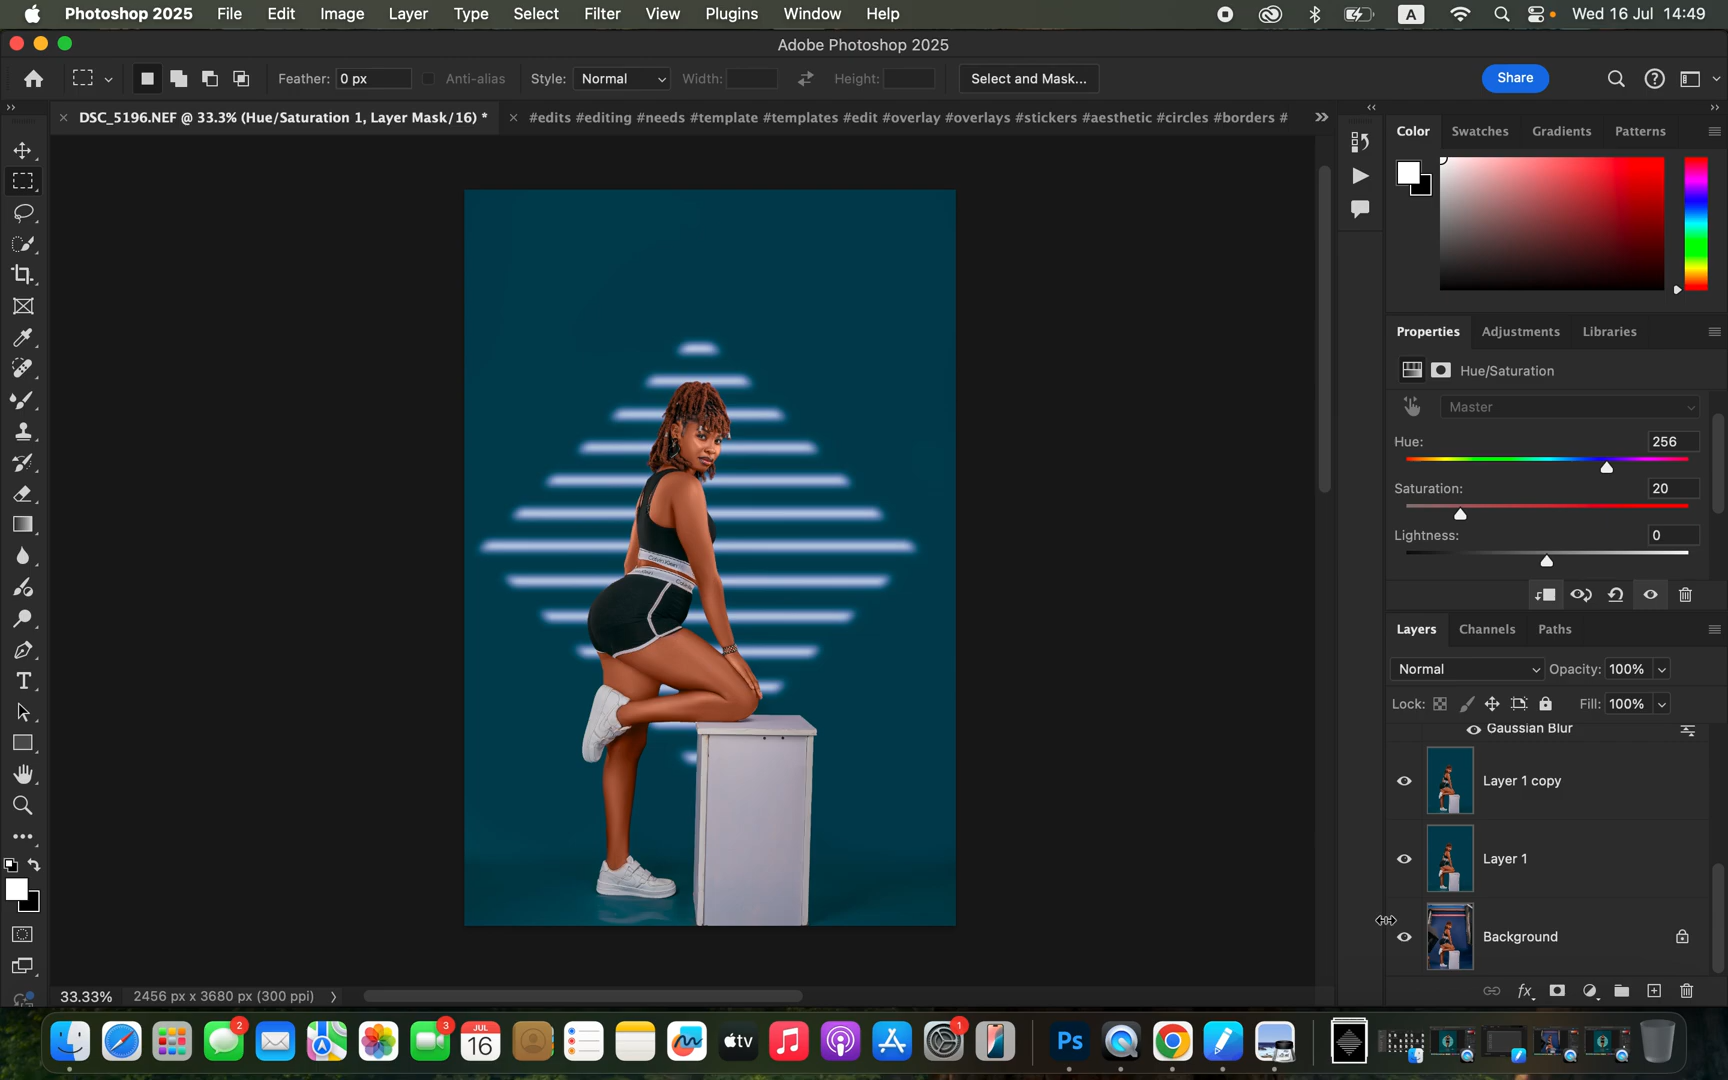 Photoshop 2025 File Edit Image Layer Type Select Filter View Plugins Window Help A Wed 16 Jul 14:49
Adobe Photoshop 2025
Feather: 0 px Anti-alias Style: Normal Width: Height: Select and Mask... Share
DSC_5196.NEF @ 33.3% (Hue/Saturation 1, Layer Mask/16) * #edits #editing #needs #template #templates #edit #overlay #overlays #stickers #aesthetic #circles #borders #
Color Swatches Gradients Patterns
Properties Adjustments Libraries
Hue/Saturation
Master
Hue: 256
Saturation: 20
Lightness: 0
Layers Channels Paths
Normal Opacity: 100%
Lock: Fill: 100%
Gaussian Blur
Layer 1 copy
Layer 1
Background
33.33% 2456 px x 3680 px (300 ppi)
2 3 JUL 16 tv 1 Ps